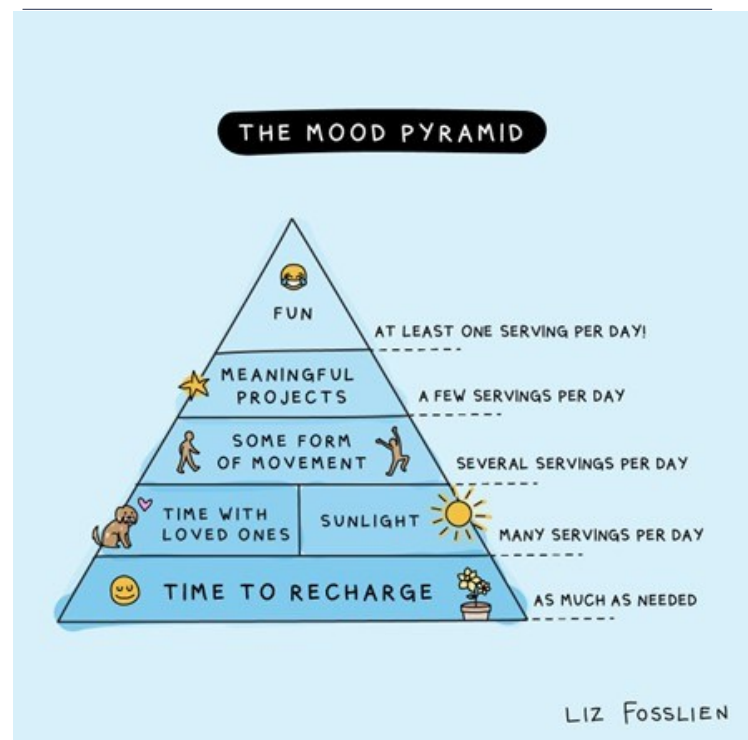 THE MOOD PYRAMID
FUN
AT LEAST ONE SERVING PER DAY!
MEANINGFUL
PROJECTS
A FEW SERVINGS PER DAY
SOME FORM
OF MOVEMENT
SEVERAL SERVINGS PER DAY
TIME WITH
LOVED ONES
SUNLIGHT
MANY SERVINGS PER DAY
TIME TO RECHARGE
AS MUCH AS NEEDED
LIZ FOSSLIEN